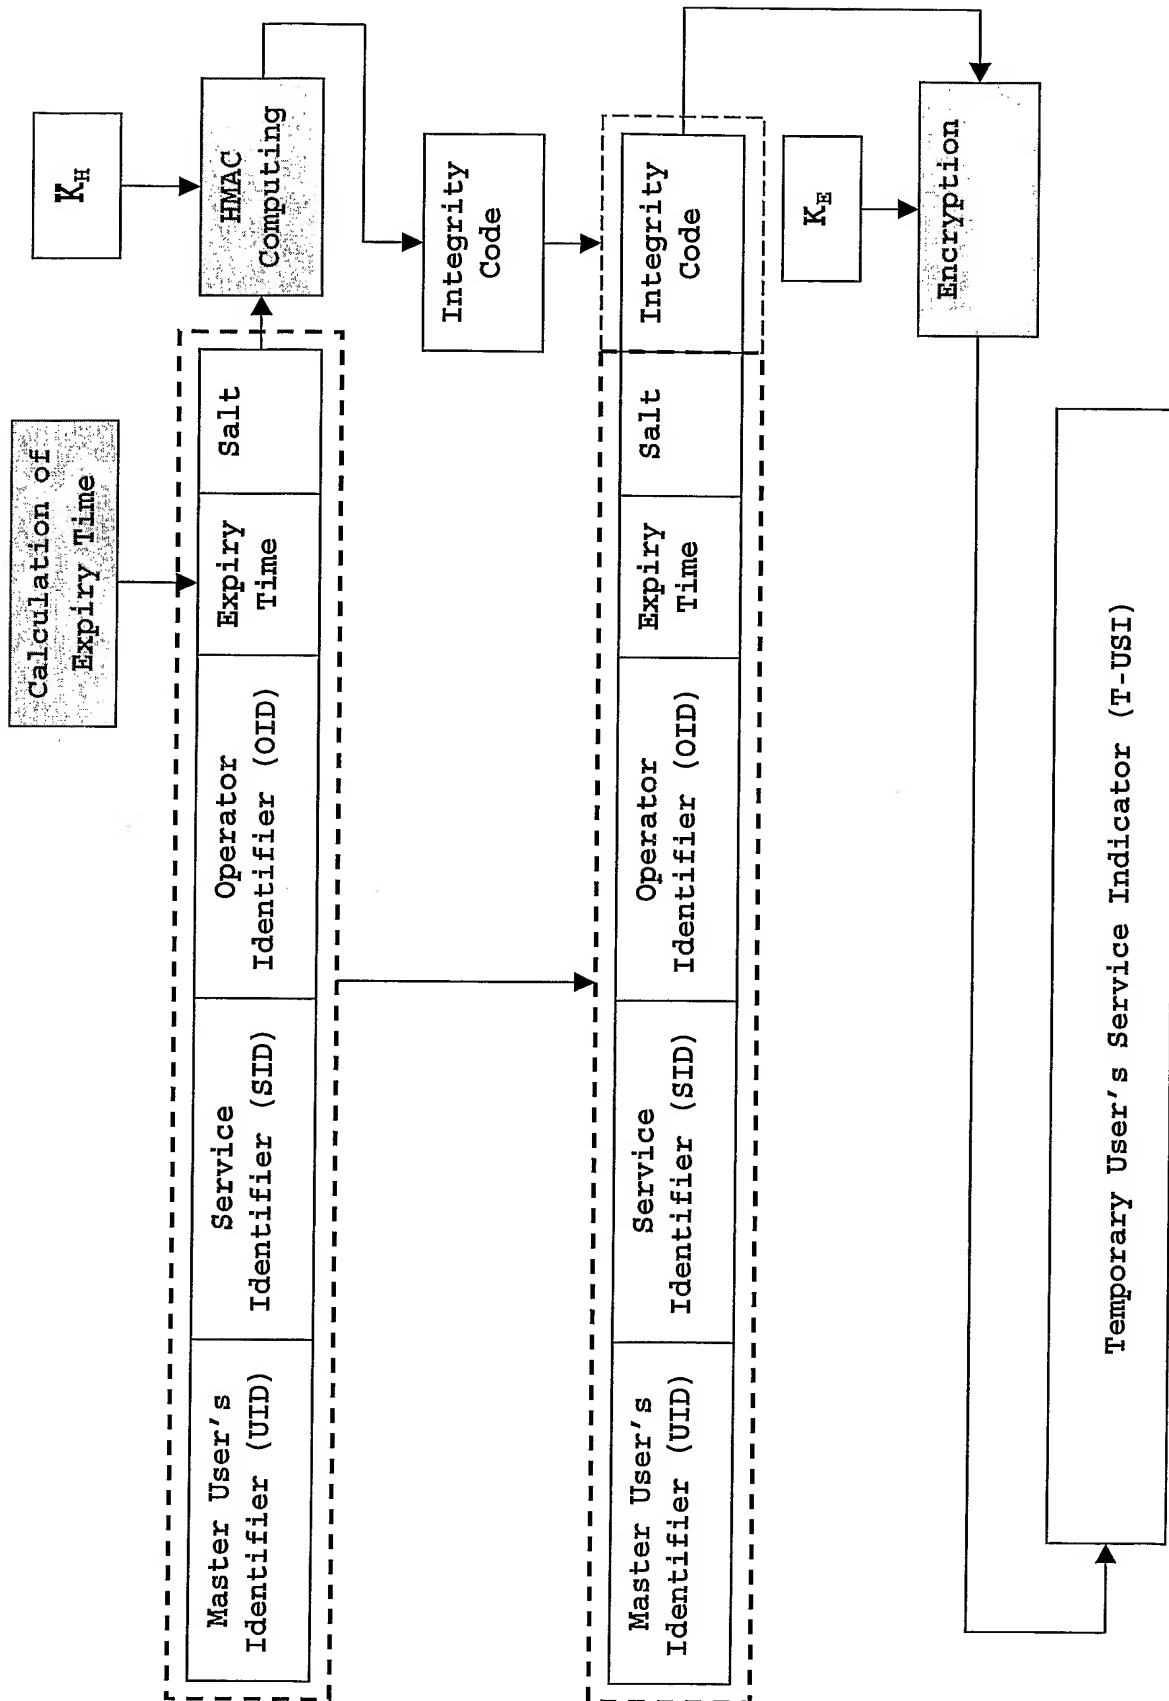 Calculation of
Expiry Time
K_H
Master User's
Identifier (UID)
Service
Identifier (SID)
Operator
Identifier (OID)
Expiry
Time
Salt
HMAC
Computing
Integrity
Code
Master User's
Identifier (UID)
Service
Identifier (SID)
Operator
Identifier (OID)
Expiry
Time
Salt
Integrity
Code
K_E
Encryption
Temporary User's Service Indicator (T-USI)